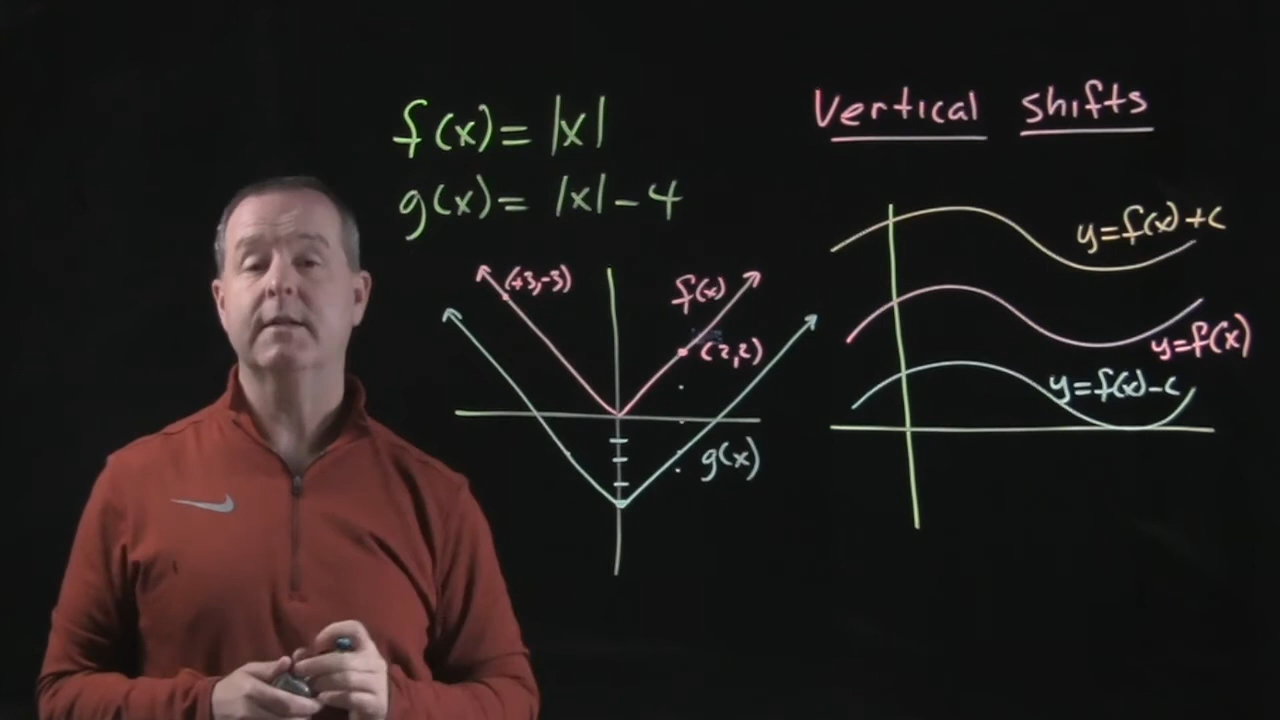 f(x) = |x|
g(x) = |x| - 4
(+3,-3)
f(x)
(2,2)
g(x)
Vertical Shifts
y=f(x)+c
y=f(x)
y=f(x)-c